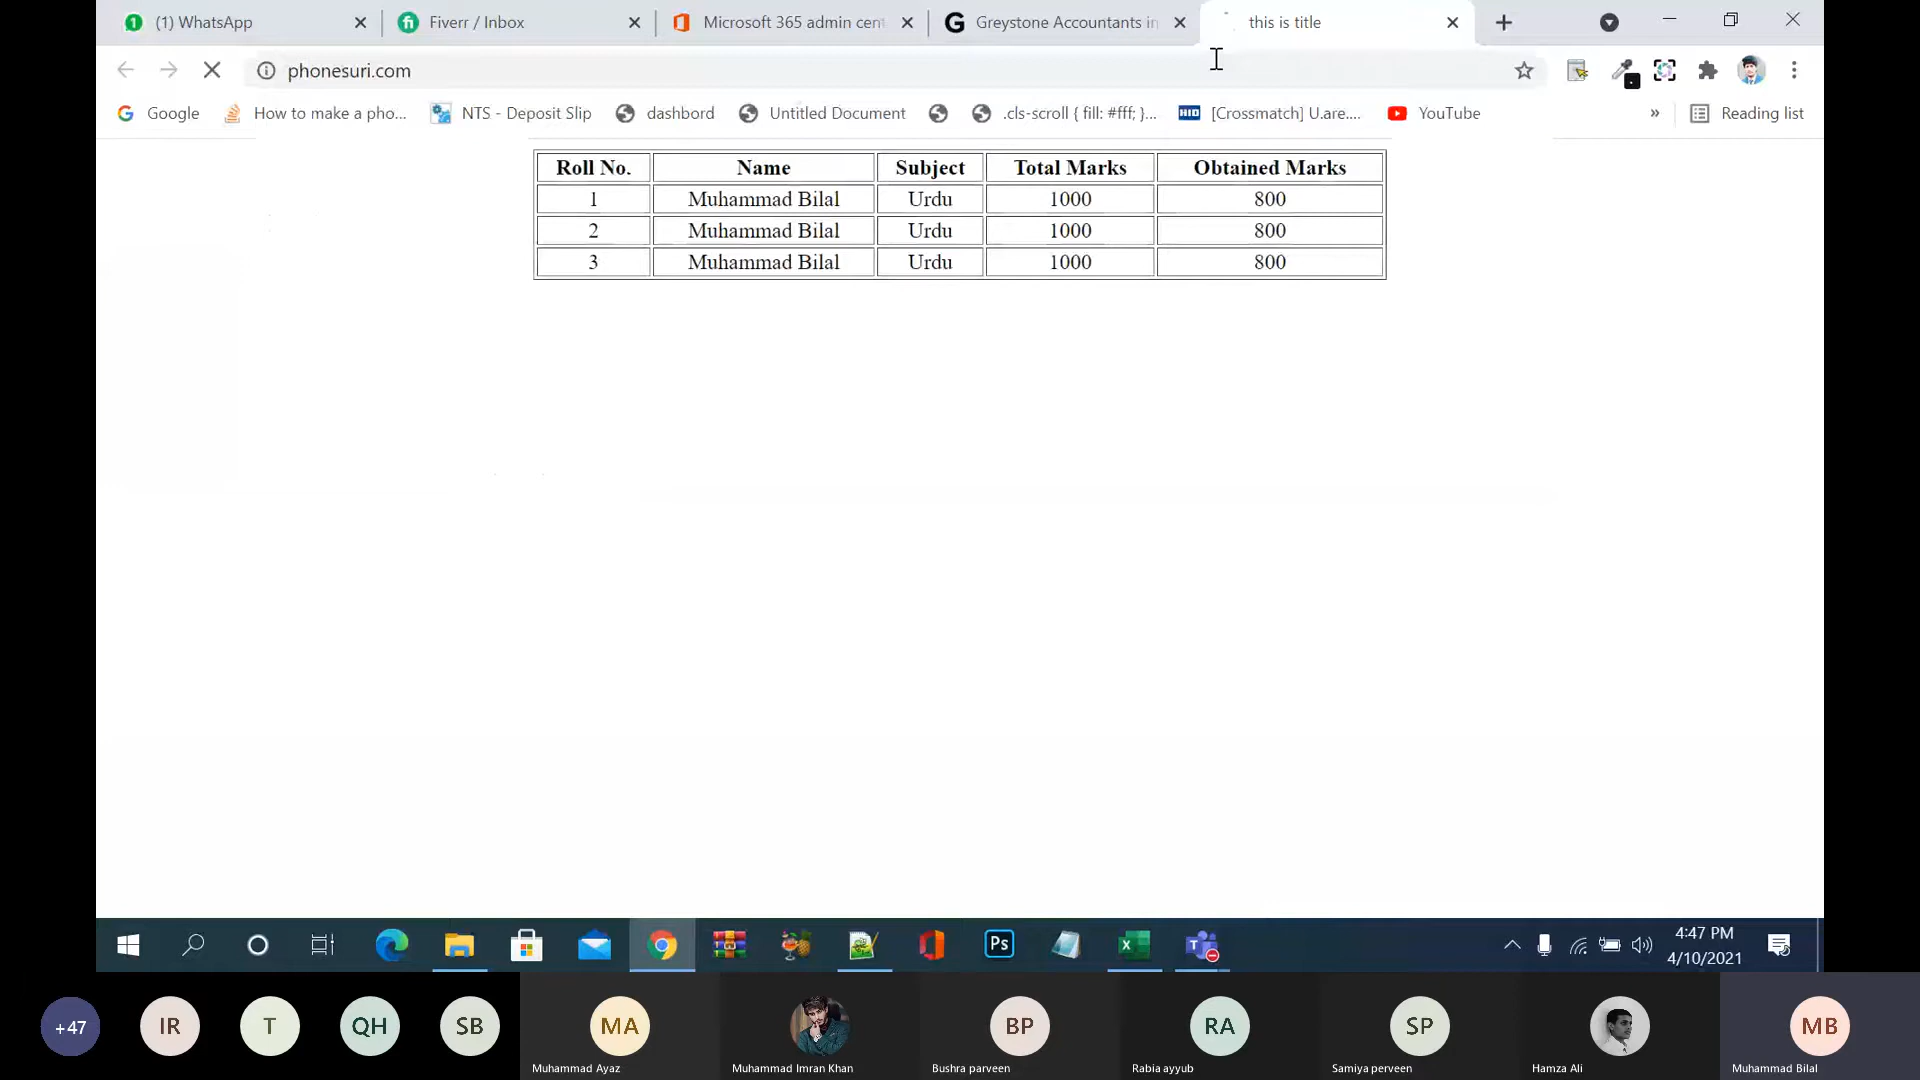 (1) WhatsApp
Fiverr / Inbox
Microsoft 365 admin cent
Greystone Accountants in
this is title
phonesuri.com
Google
How to make a pho...
NTS - Deposit Slip
dashbord
Untitled Document
.cls-scroll { fill: #fff; }...
HID [Crossmatch] U.are....
YouTube
»
Reading list
Roll No. Name Subject Total Marks Obtained Marks
1 Muhammad Bilal Urdu 1000 800
2 Muhammad Bilal Urdu 1000 800
3 Muhammad Bilal Urdu 1000 800
Ps
4:47 PM
4/10/2021
+47
IR
T
QH
SB
MA
BP
RA
SP
MB
Muhammad Ayaz
Muhammad Imran Khan
Bushra parveen
Rabia ayyub
Samiya perveen
Hamza Ali
Muhammad Bilal